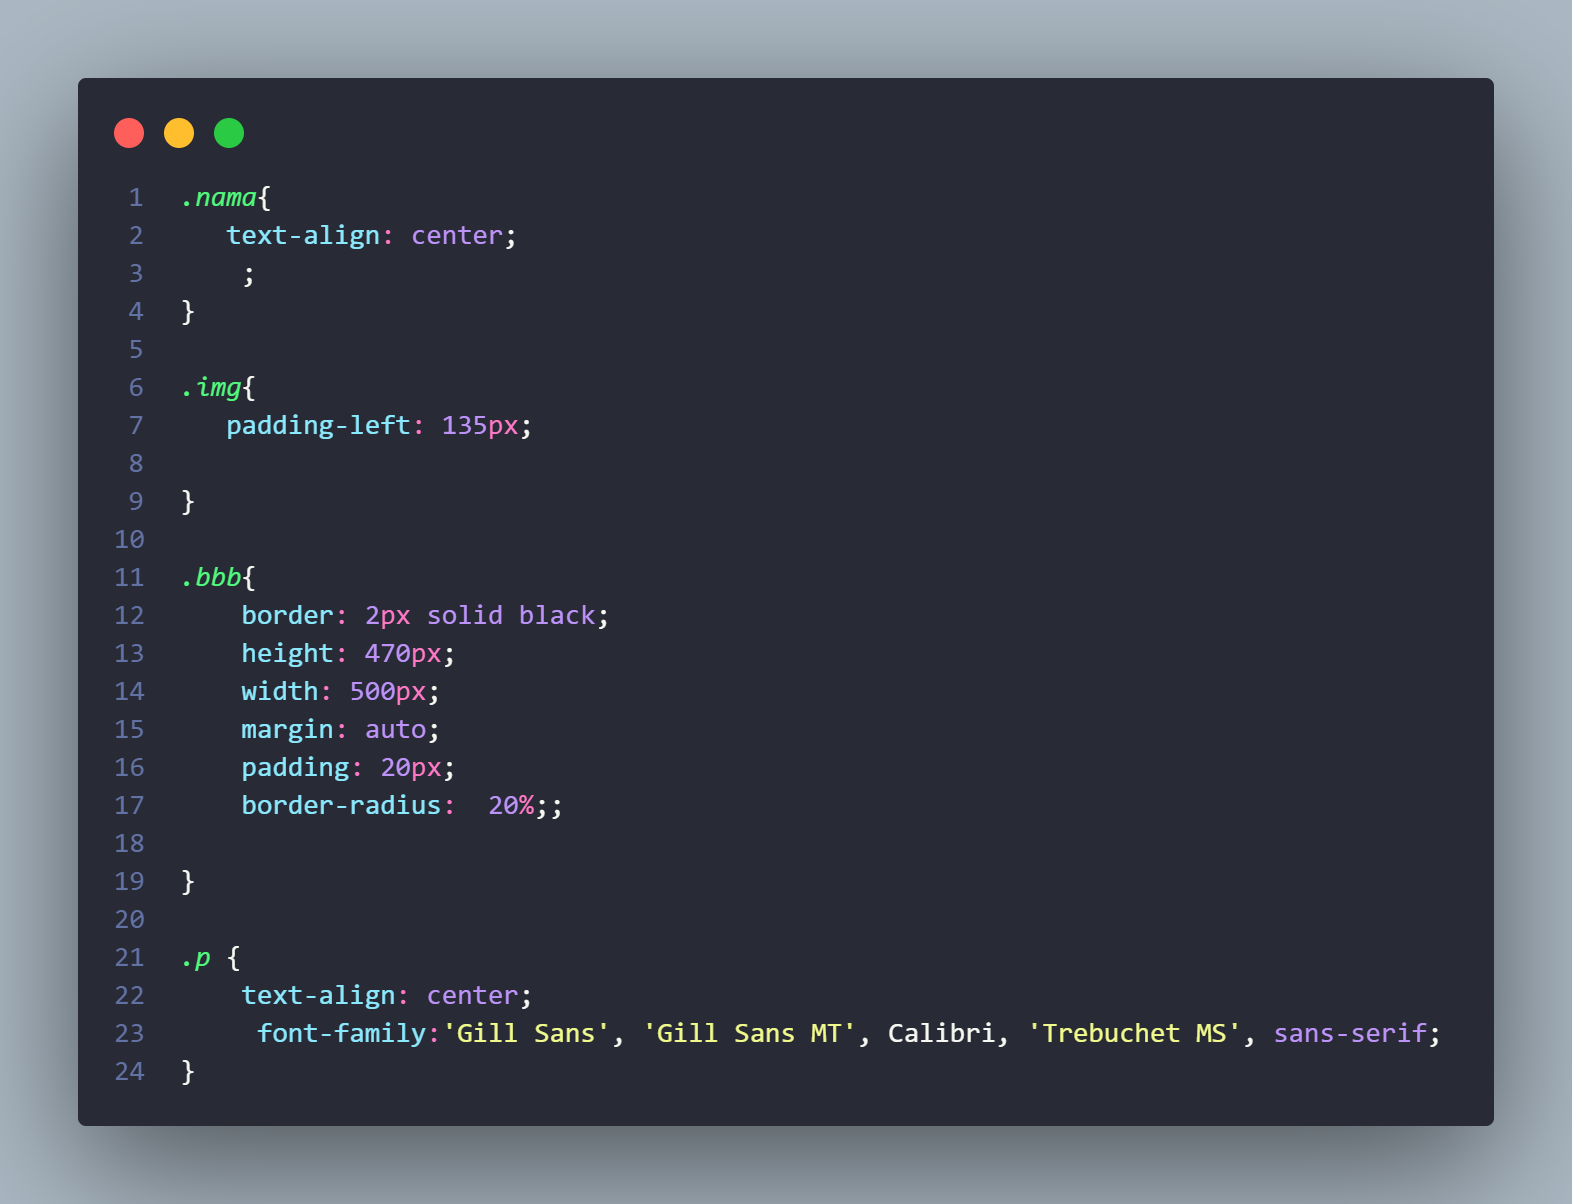 1 .nama{
2    text-align: center;
3     ;
4 }
5
6 .img{
7    padding-left: 135px;
8
9 }
10
11 .bbb{
12     border: 2px solid black;
13     height: 470px;
14     width: 500px;
15     margin: auto;
16     padding: 20px;
17     border-radius:  20%;;
18
19 }
20
21 .p {
22     text-align: center;
23      font-family:'Gill Sans', 'Gill Sans MT', Calibri, 'Trebuchet MS', sans-serif;
24 }